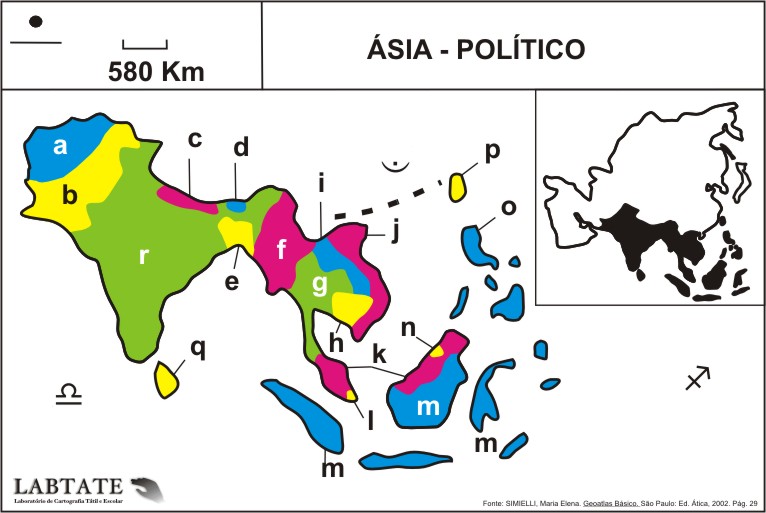 580 Km
ÁSIA - POLÍTICO
a
b
c
d
i
p
o
j
r
f
e
g
h
n
k
q
l
m
m
m
LABTATE
Laboratório de Cartografia Tátil e Escolar
Fonte: SIMIELLI, Maria Elena. Geoatlas Básico. São Paulo: Ed. Ática, 2002. Pág. 29